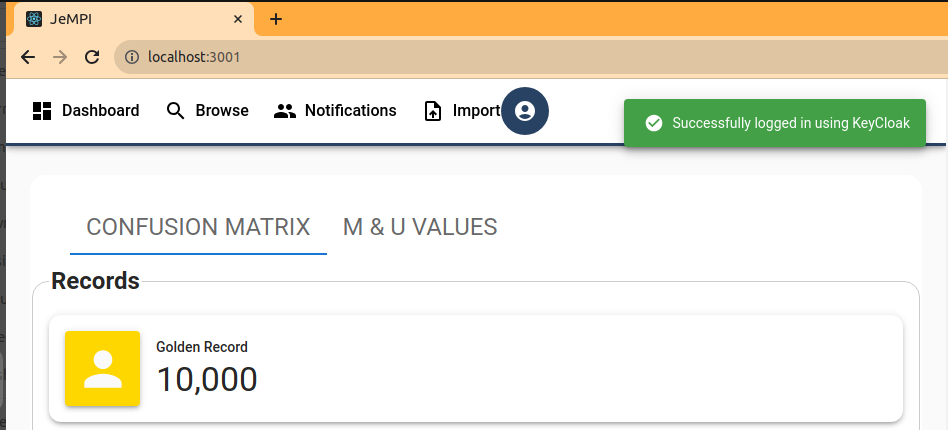 JeMPI
localhost:3001
Dashboard Browse Notifications Import
Successfully logged in using KeyCloak
CONFUSION MATRIX M & U VALUES
Records
Golden Record
10,000